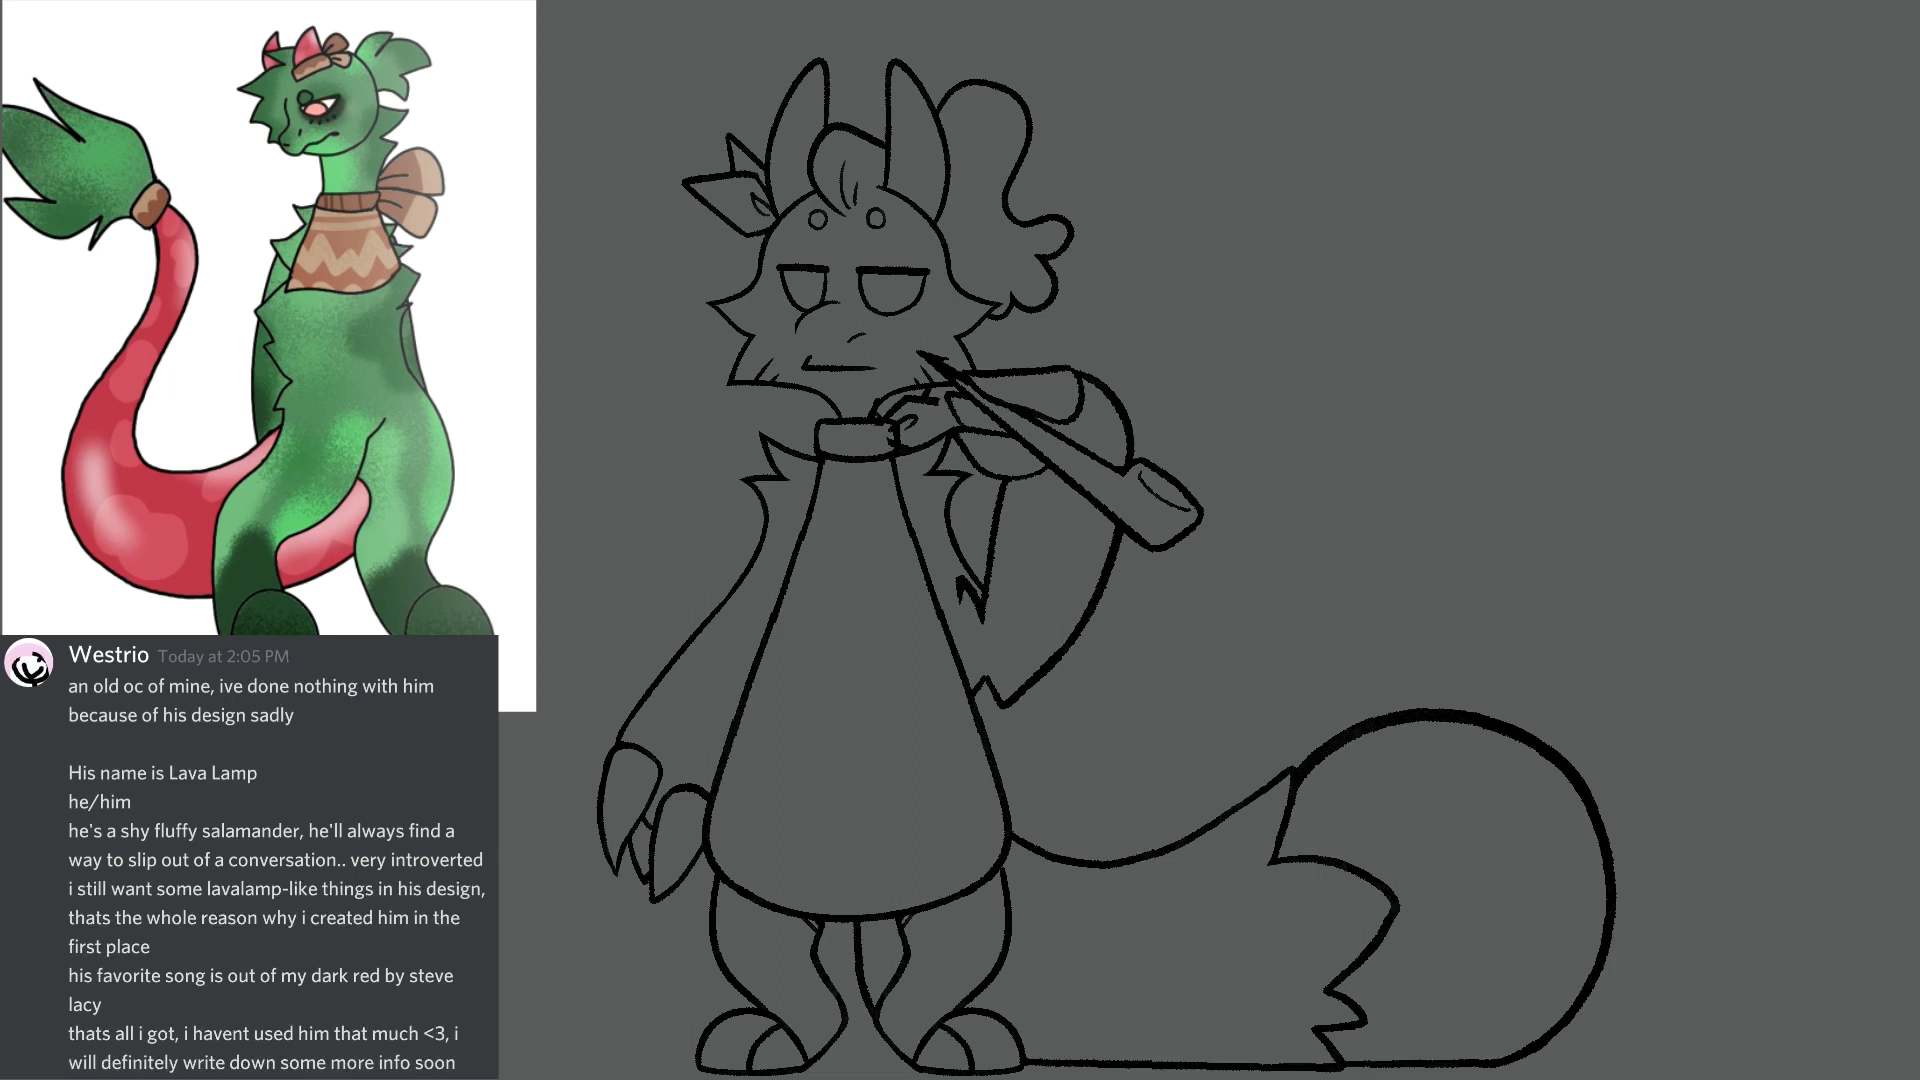 Westrio Today at 2:05 PM
an old oc of mine, ive done nothing with him
because of his design sadly
His name is Lava Lamp
he/him
he's a shy fluffy salamander, he'll always find a
way to slip out of a conversation.. very introverted
i still want some lavalamp-like things in his design,
thats the whole reason why i created him in the
first place
his favorite song is out of my dark red by steve
lacy
thats all i got, i havent used him that much <3, i
will definitely write down some more info soon